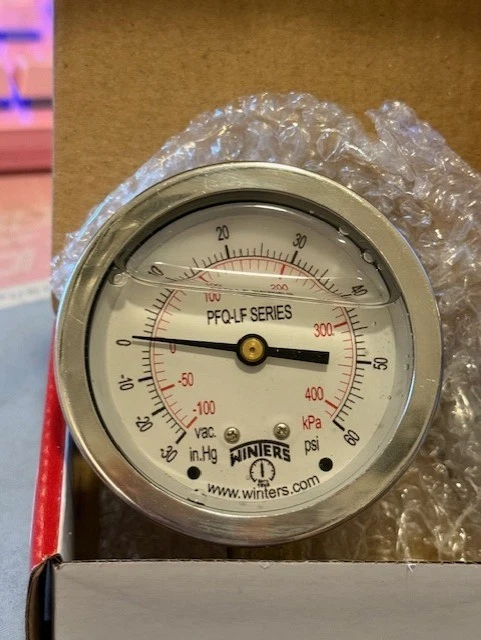 20 30
10 40
100 200
PFQ-LF SERIES
300
0 0 50
-10 -50
400
-20 -100 kPa 60
-30 vac. psi
in.Hg WINTERS
www.winters.com